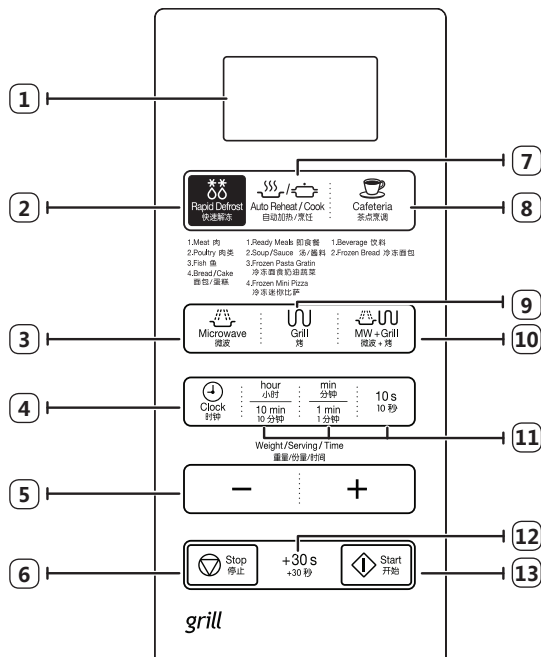 1
7
2
8
Rapid Defrost
快速解冻
Auto Reheat/Cook
自动加热/烹饪
Cafeteria
茶点烹调
1.Meat 肉
2.Poultry 肉类
3.Fish 鱼
4.Bread/Cake
面包/蛋糕
1.Ready Meals 即食餐
2.Soup/Sauce 汤/酱料
3.Frozen Pasta Gratin
冷冻面食奶油蔬菜
4.Frozen Mini Pizza
冷冻迷你比萨
1.Beverage 饮料
2.Frozen Bread 冷冻面包
9
3
10
Microwave
微波
Grill
烤
MW+Grill
微波+烤
4
11
Clock
时钟
hour
小时
10 min
10 分钟
min
分钟
1 min
1 分钟
10 s
10 秒
Weight/Serving/Time
重量/份量/时间
5
− +
12
6
13
Stop
停止
+30 s
+30 秒
Start
开始
grill